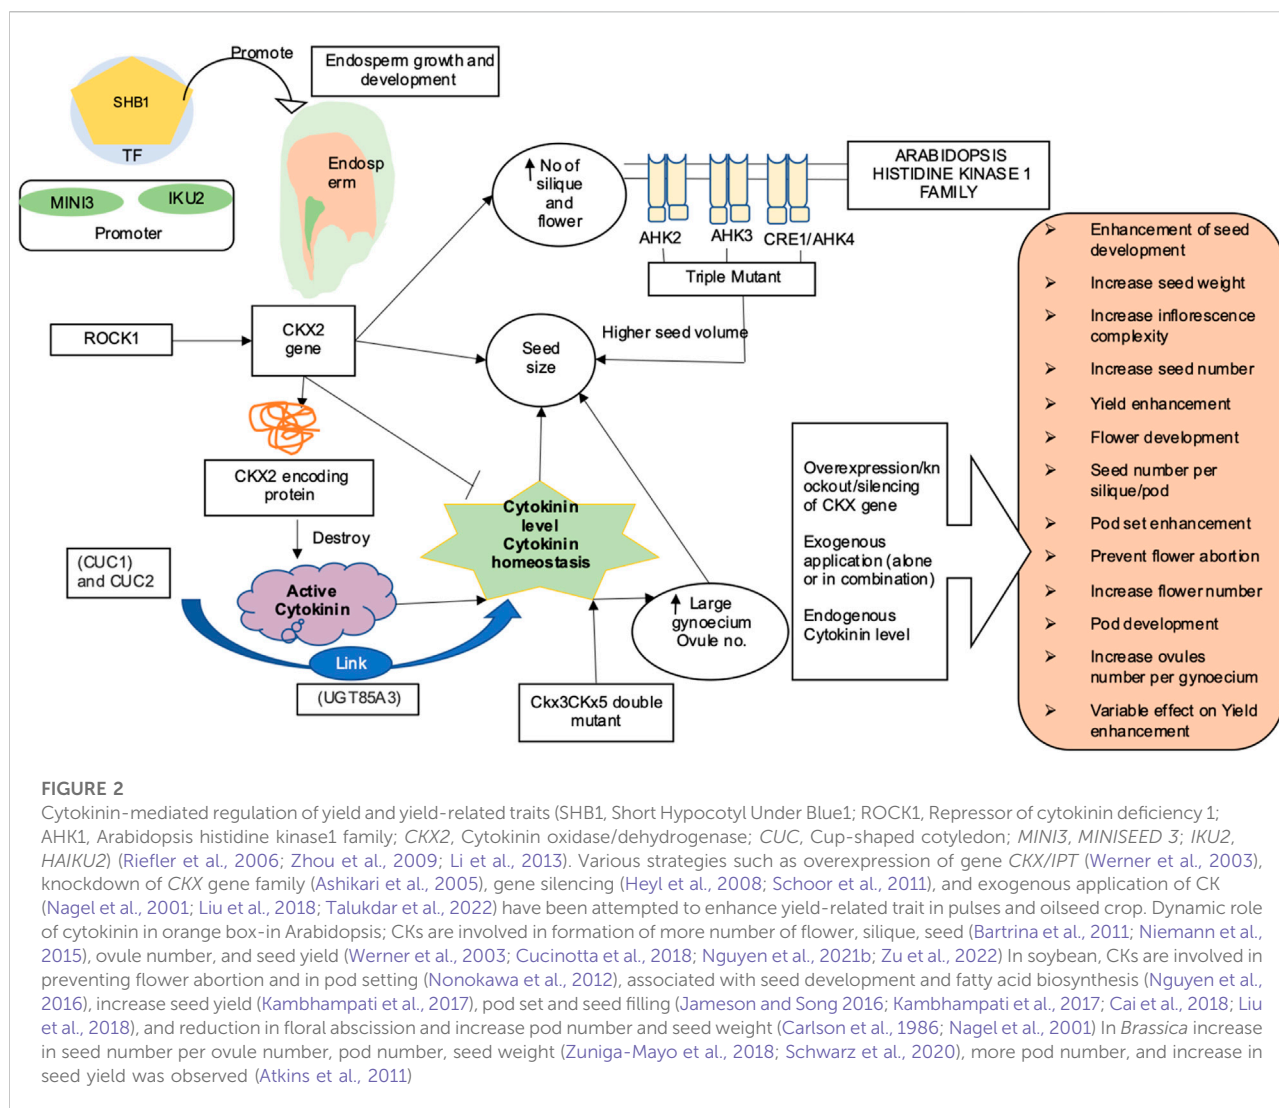 Promote
SHB1
TF
Endosperm growth and
development
Endosp
erm
MINI3
IKU2
Promoter
No of
silique
and
flower
AHK2
AHK3
CRE1/AHK4
ARABIDOPSIS
HISTIDINE KINASE 1
FAMILY
Triple Mutant
ROCK1
CKX2
gene
Seed
size
Higher seed volume
CKX2 encoding
protein
Destroy
(CUC1)
and CUC2
Active
Cytokinin
Link
(UGT85A3)
Cytokinin
level
Cytokinin
homeostasis
Large
gynoecium
Ovule no.
Ckx3CKx5 double
mutant
Overexpression/kn
ockout/silencing
of CKX gene
Exogenous
application (alone
or in combination)
Endogenous
Cytokinin level
Enhancement of seed
development
Increase seed weight
Increase inflorescence
complexity
Increase seed number
Yield enhancement
Flower development
Seed number per
silique/pod
Pod set enhancement
Prevent flower abortion
Increase flower number
Pod development
Increase ovules
number per gynoecium
Variable effect on Yield
enhancement
FIGURE 2
Cytokinin-mediated regulation of yield and yield-related traits (SHB1, Short Hypocotyl Under Blue1; ROCK1, Repressor of cytokinin deficiency 1;
AHK1, Arabidopsis histidine kinase1 family; CKX2, Cytokinin oxidase/dehydrogenase; CUC, Cup-shaped cotyledon; MINI3, MINISEED 3; IKU2,
HAIKU2) (Riefler et al., 2006; Zhou et al., 2009; Li et al., 2013). Various strategies such as overexpression of gene CKX/IPT (Werner et al., 2003),
knockdown of CKX gene family (Ashikari et al., 2005), gene silencing (Heyl et al., 2008; Schoor et al., 2011), and exogenous application of CK
(Nagel et al., 2001; Liu et al., 2018; Talukdar et al., 2022) have been attempted to enhance yield-related trait in pulses and oilseed crop. Dynamic role
of cytokinin in orange box-in Arabidopsis; CKs are involved in formation of more number of flower, silique, seed (Bartrina et al., 2011; Niemann et al.,
2015), ovule number, and seed yield (Werner et al., 2003; Cucinotta et al., 2018; Nguyen et al., 2021b; Zu et al., 2022) In soybean, CKs are involved in
preventing flower abortion and in pod setting (Nonokawa et al., 2012), associated with seed development and fatty acid biosynthesis (Nguyen et al.,
2016), increase seed yield (Kambhampati et al., 2017), pod set and seed filling (Jameson and Song 2016; Kambhampati et al., 2017; Cai et al., 2018; Liu
et al., 2018), and reduction in floral abscission and increase pod number and seed weight (Carlson et al., 1986; Nagel et al., 2001) In Brassica increase
in seed number per ovule number, pod number, seed weight (Zuniga-Mayo et al., 2018; Schwarz et al., 2020), more pod number, and increase in
seed yield was observed (Atkins et al., 2011)